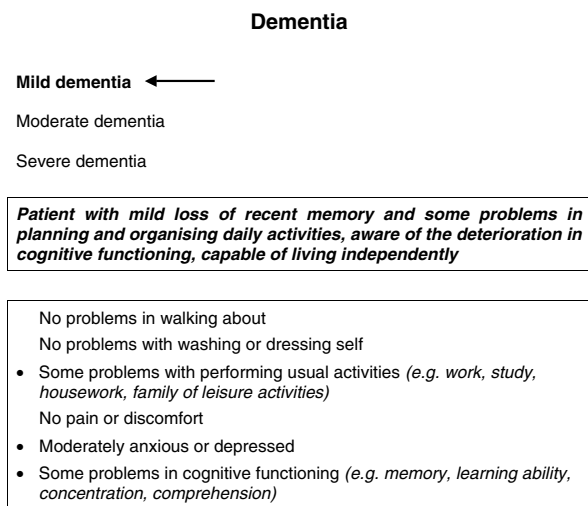 Dementia
Mild dementia
Moderate dementia
Severe dementia
Patient with mild loss of recent memory and some problems in
planning and organising daily activities, aware of the deterioration in
cognitive functioning, capable of living independently
No problems in walking about
No problems with washing or dressing self
• Some problems with performing usual activities (e.g. work, study,
housework, family of leisure activities)
No pain or discomfort
• Moderately anxious or depressed
• Some problems in cognitive functioning (e.g. memory, learning ability,
concentration, comprehension)